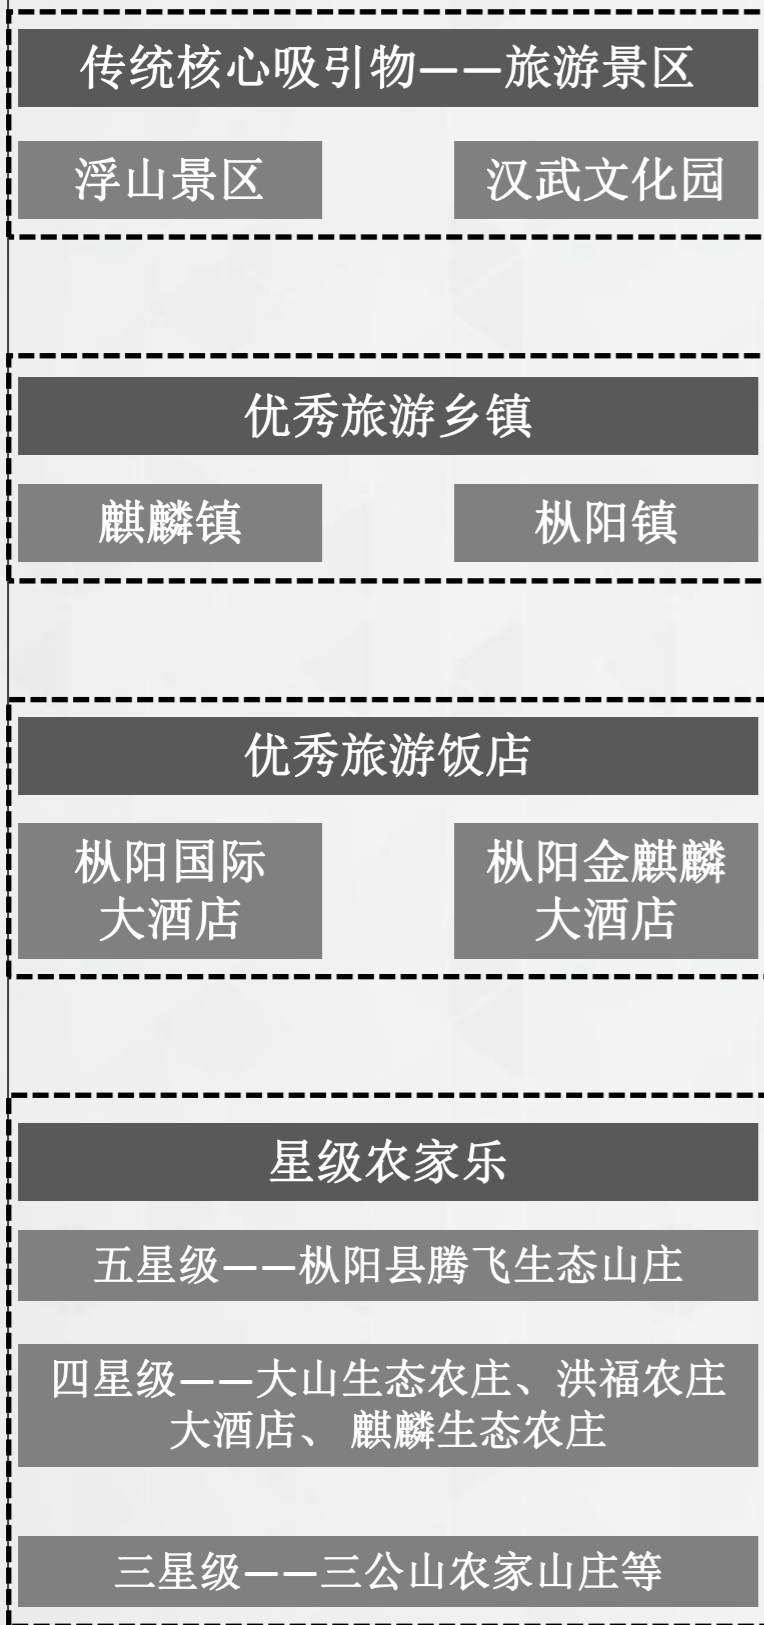 传统核心吸引物——旅游景区
浮山景区
汉武文化园
优秀旅游乡镇
麒麟镇
枞阳镇
优秀旅游饭店
枞阳国际
大酒店
枞阳金麒麟
大酒店
星级农家乐
五星级——枞阳县腾飞生态山庄
四星级——大山生态农庄、洪福农庄
大酒店、 麒麟生态农庄
三星级——三公山农家山庄等